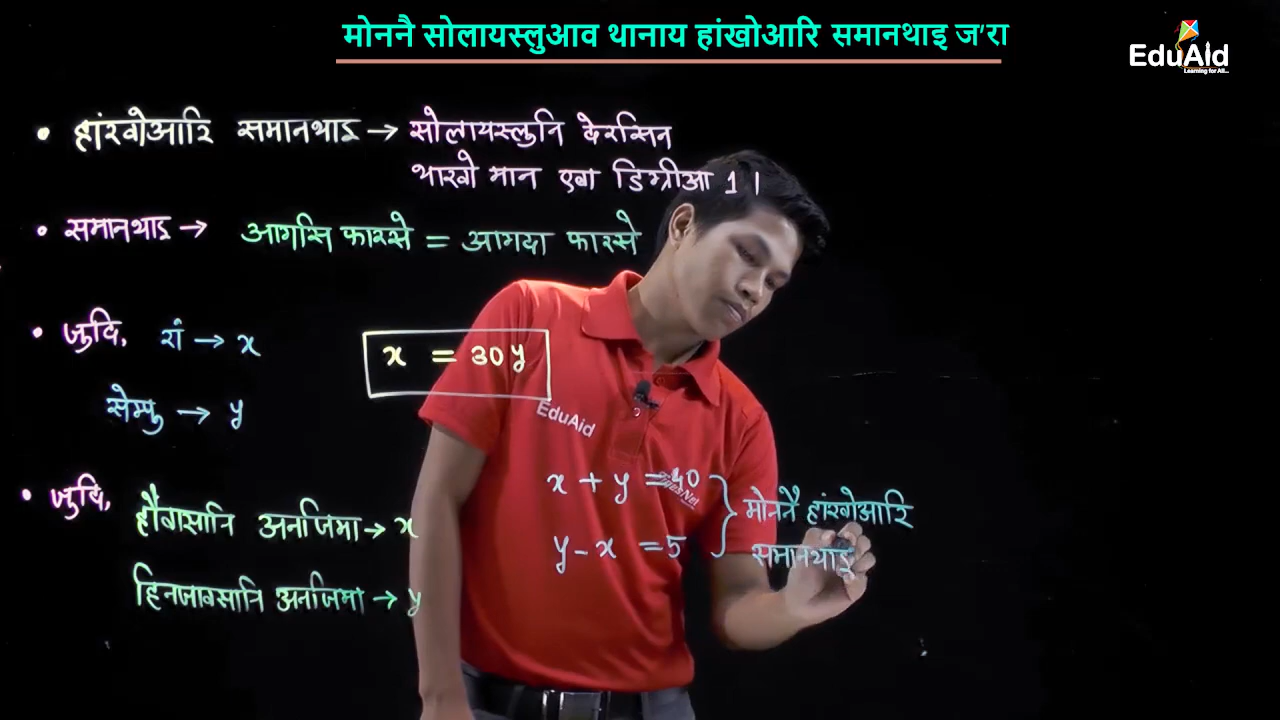 मोननै सोलायस्लुआव थानाय हांखोआरि समानथाइ ज'रा
EduAid
Learning for All...
• हांखोआरि समानथाइ → सोलायस्लुनि देरसिन
थाखो मान एबा डिग्रीआ 1।
• समानथाइ → आगसि फारसे = आगदा फारसे
• जुदि, रां → x
x = 30y
सेम्फु → y
EduAid
• जुदि,
हौवासानि अनजिमा → x
हिनजावसानि अनजिमा → y
x + y = 40
y - x = 5
मोननै हांखोआरि
समानथाइ